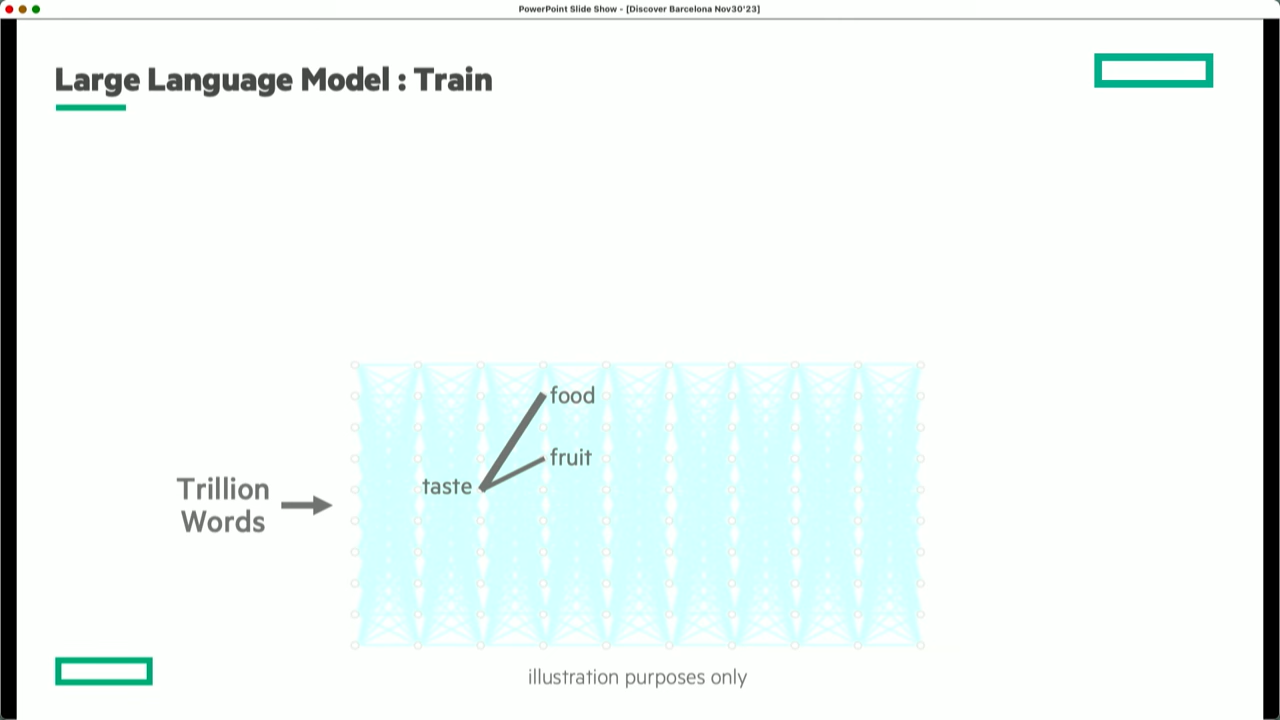 PowerPoint Slide Show - [Discover Barcelona Nov30'23]
Large Language Model : Train
food
fruit
taste
Trillion
Words
illustration purposes only